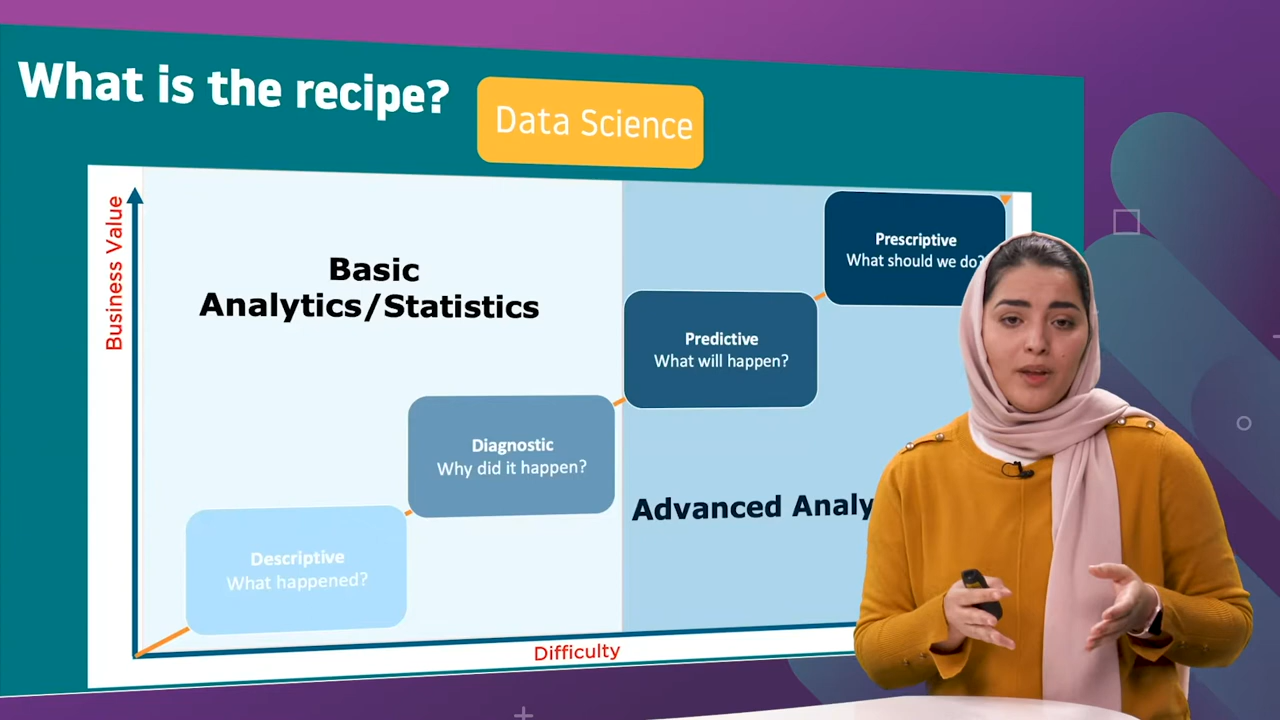 What is the recipe?
Data Science
Business Value
Basic
Analytics/Statistics
Prescriptive
What should we do?
Predictive
What will happen?
Diagnostic
Why did it happen?
Advanced Analy
Descriptive
What happened?
Difficulty